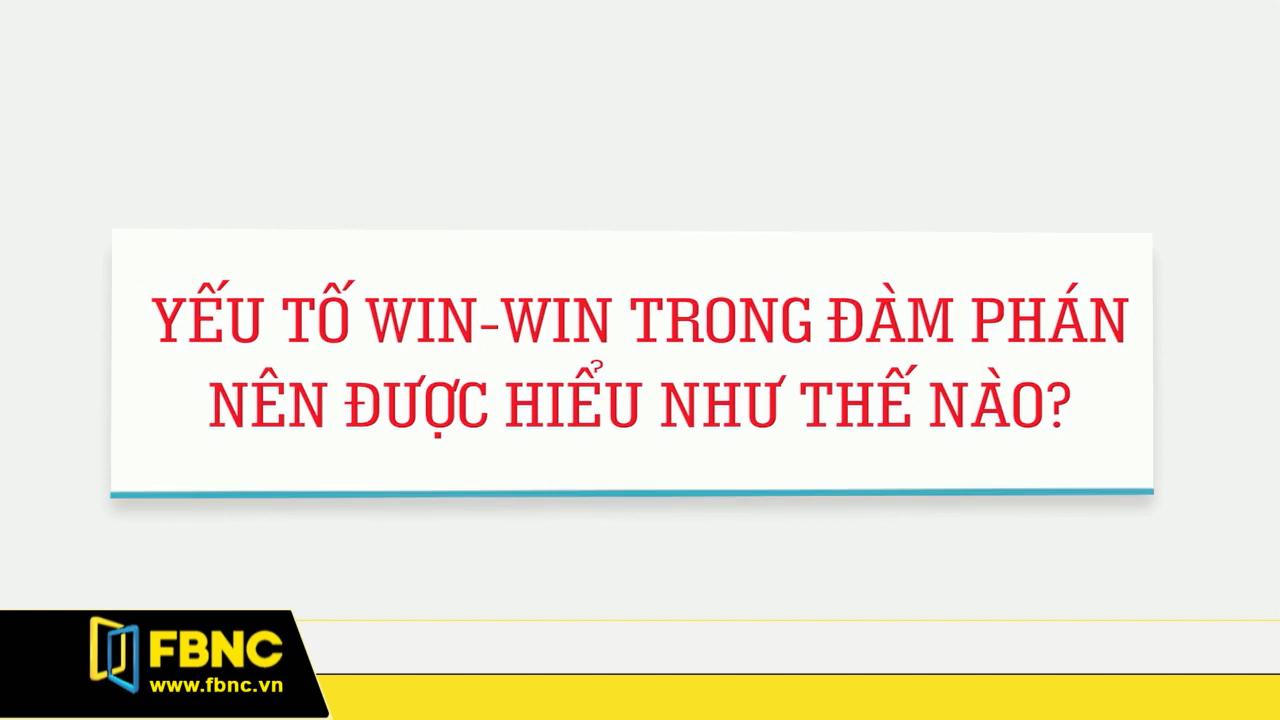 YẾU TỐ WIN-WIN TRONG ĐÀM PHÁN
NÊN ĐƯỢC HIỂU NHƯ THẾ NÀO?
FBNC
www.fbnc.vn